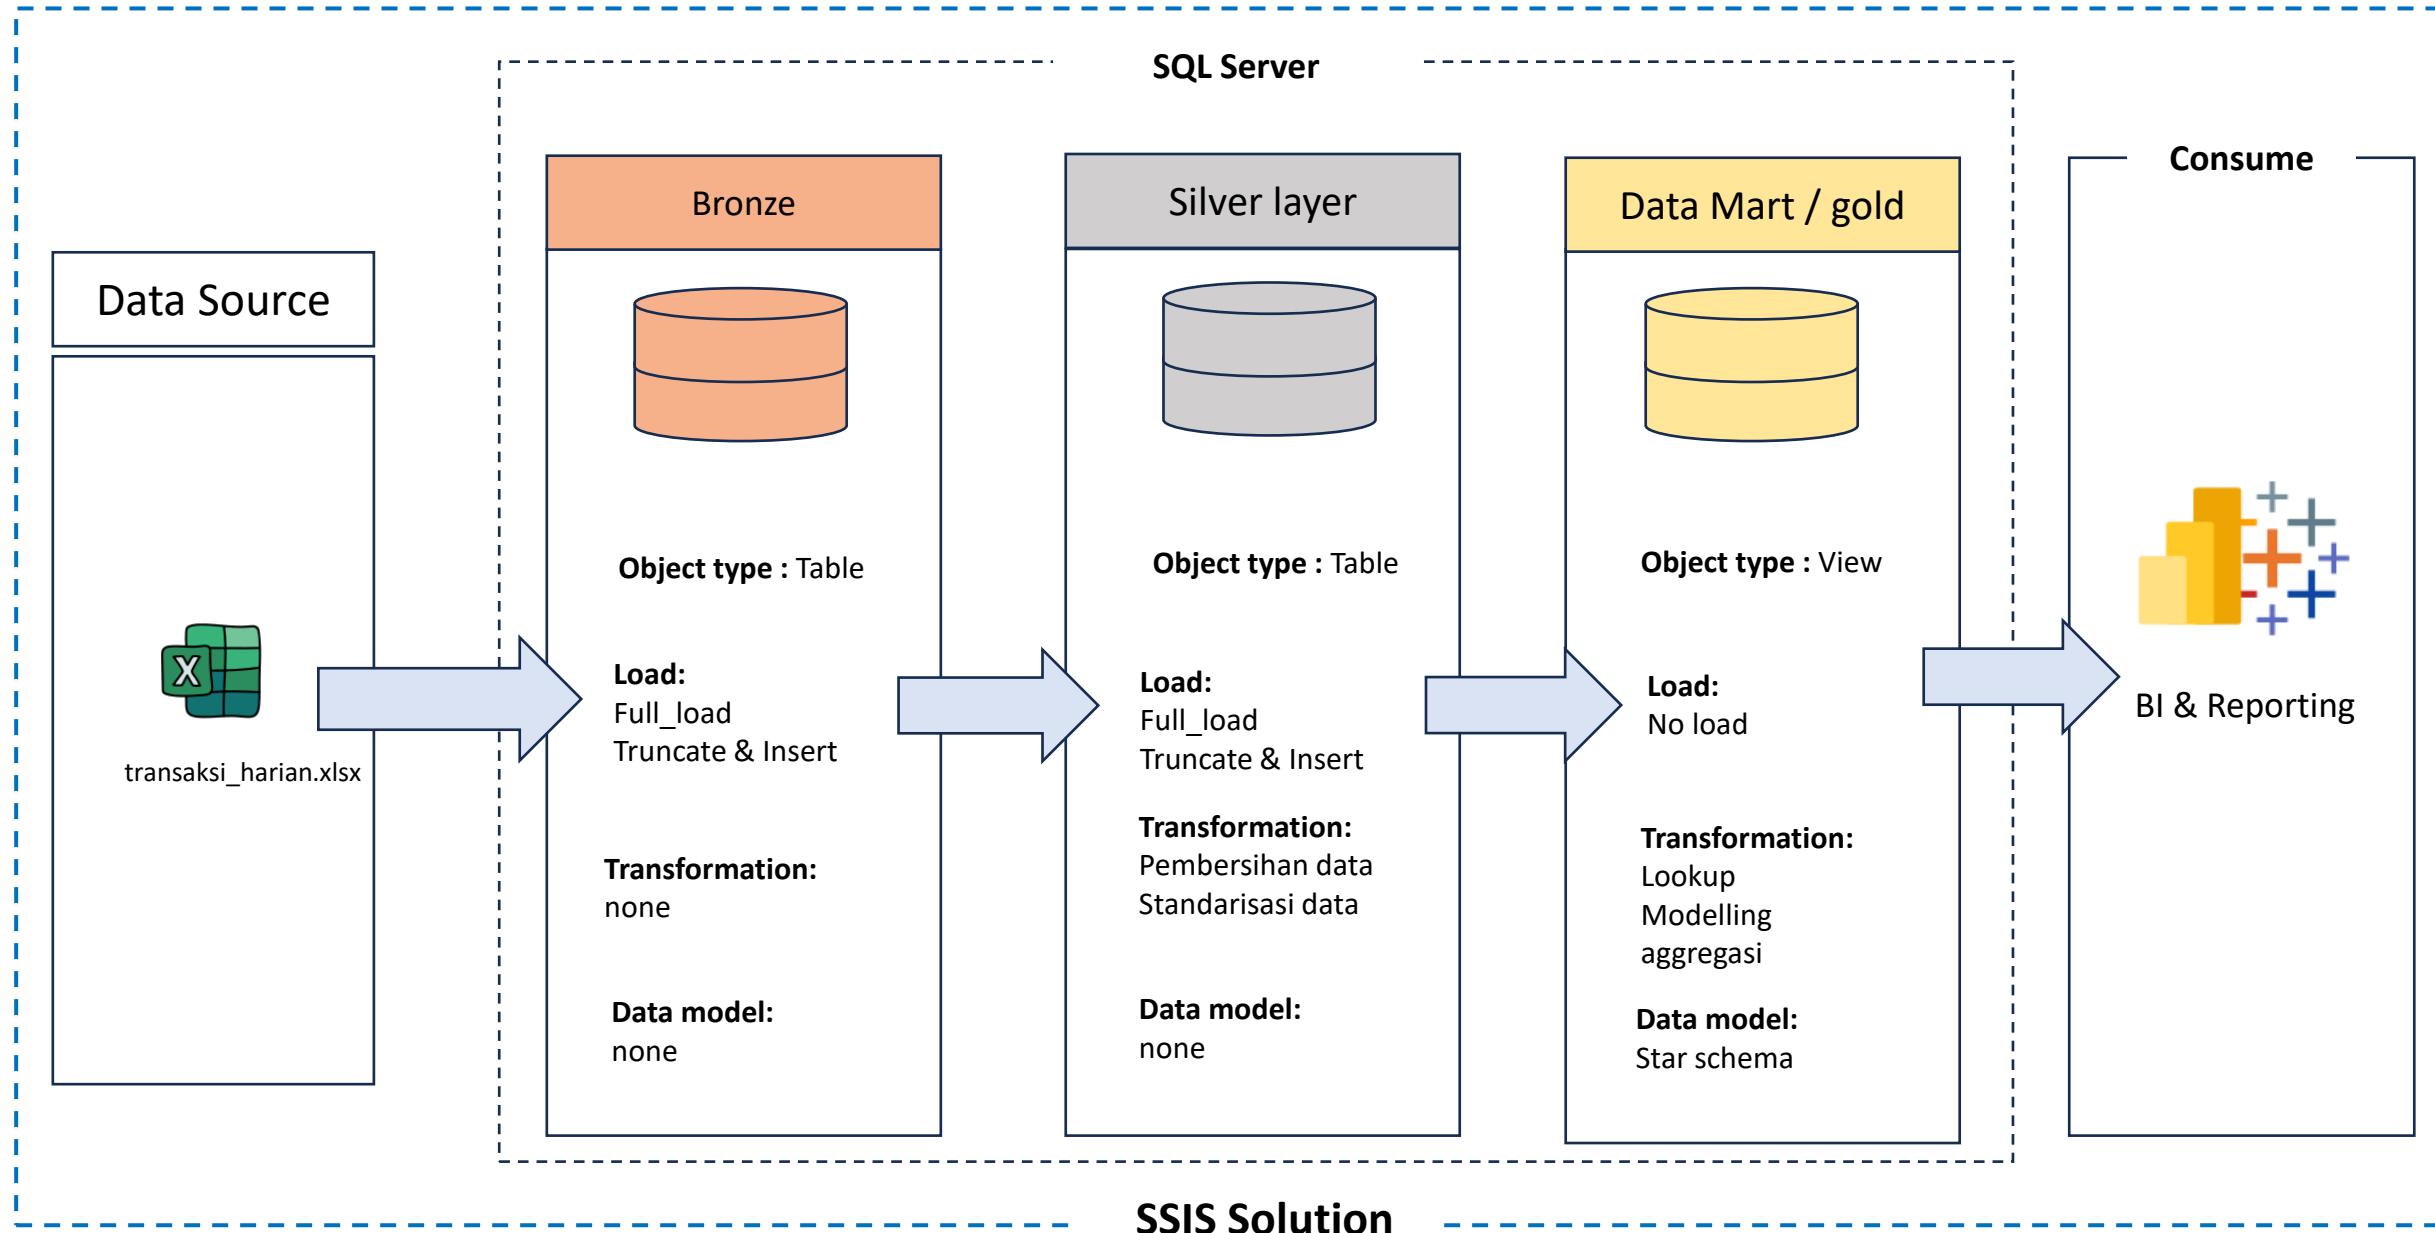 SQL Server
Data Source
transaksi_harian.xlsx
Bronze
Object type : Table
Load:
Full_load
Truncate & Insert
Transformation:
none
Data model:
none
Silver layer
Object type : Table
Load:
Full_load
Truncate & Insert
Transformation:
Pembersihan data
Standarisasi data
Data model:
none
Data Mart / gold
Object type : View
Load:
No load
Transformation:
Lookup
Modelling
aggregasi
Data model:
Star schema
Consume
BI & Reporting
SSIS Solution
X